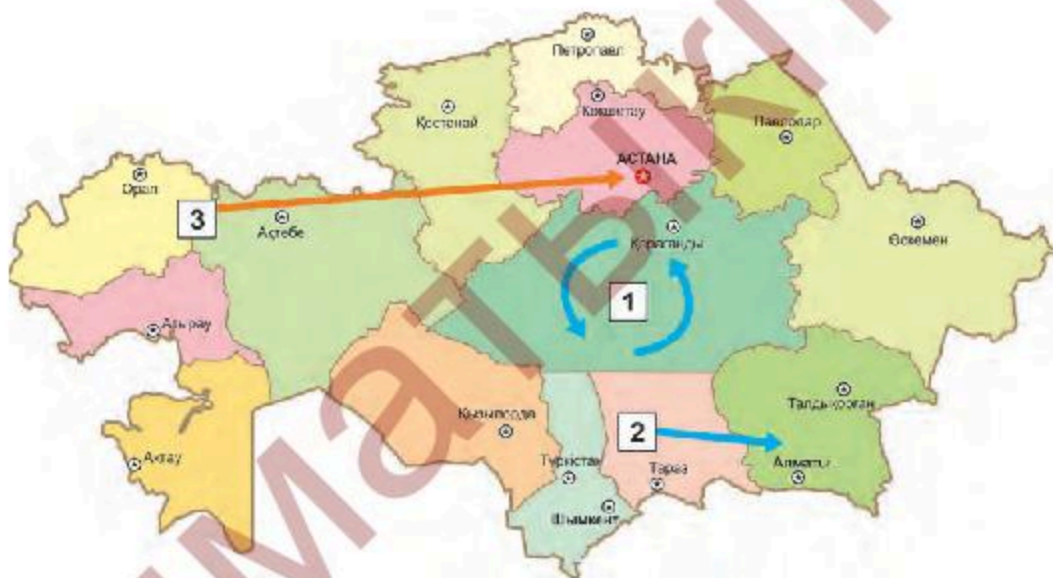 Петропавл
Көкшетау
Қостанай
Павлодар
АСТАНА
Орал
3
Ақтөбе
Қарағанды
Өскемен
1
Атырау
Талдықорған
Қызылорда
2
Ақтау
Түркістан
Тараз
Алматы
Шымкент